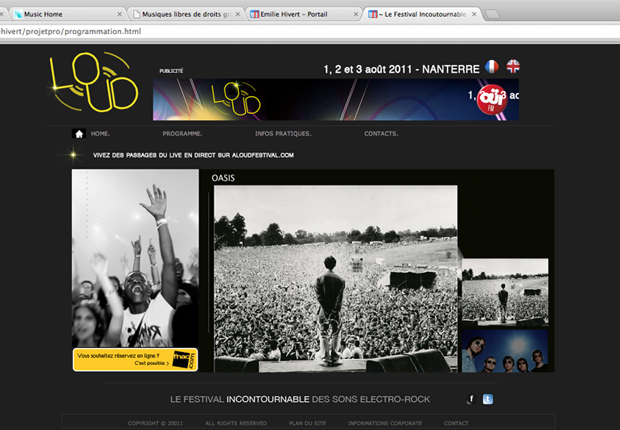 Music Home
Musiques libres de droits gr
Emilie Hivert – Portail
~ Le Festival Incoutournable
hivert/projetpro/programmation.html
LOUD
PUBLICITÉ
1, 2 et 3 août 2011 - NANTERRE
LOUD
1, 2
3 ao
OÜI
FM
HOME.
PROGRAMME.
INFOS PRATIQUES.
CONTACTS.
VIVEZ DES PASSAGES DU LIVE EN DIRECT SUR ALOUDFESTIVAL.COM
OASIS
Vous souhaitez réservez en ligne ?
C'est possible
fnac
.com
LE FESTIVAL INCONTOURNABLE DES SONS ELECTRO-ROCK
f
t
COPYRIGHT © 20011
ALL RIGHTS RESERVED
PLAN DU SITE
INFORMATIONS CORPORATE
CONTACT